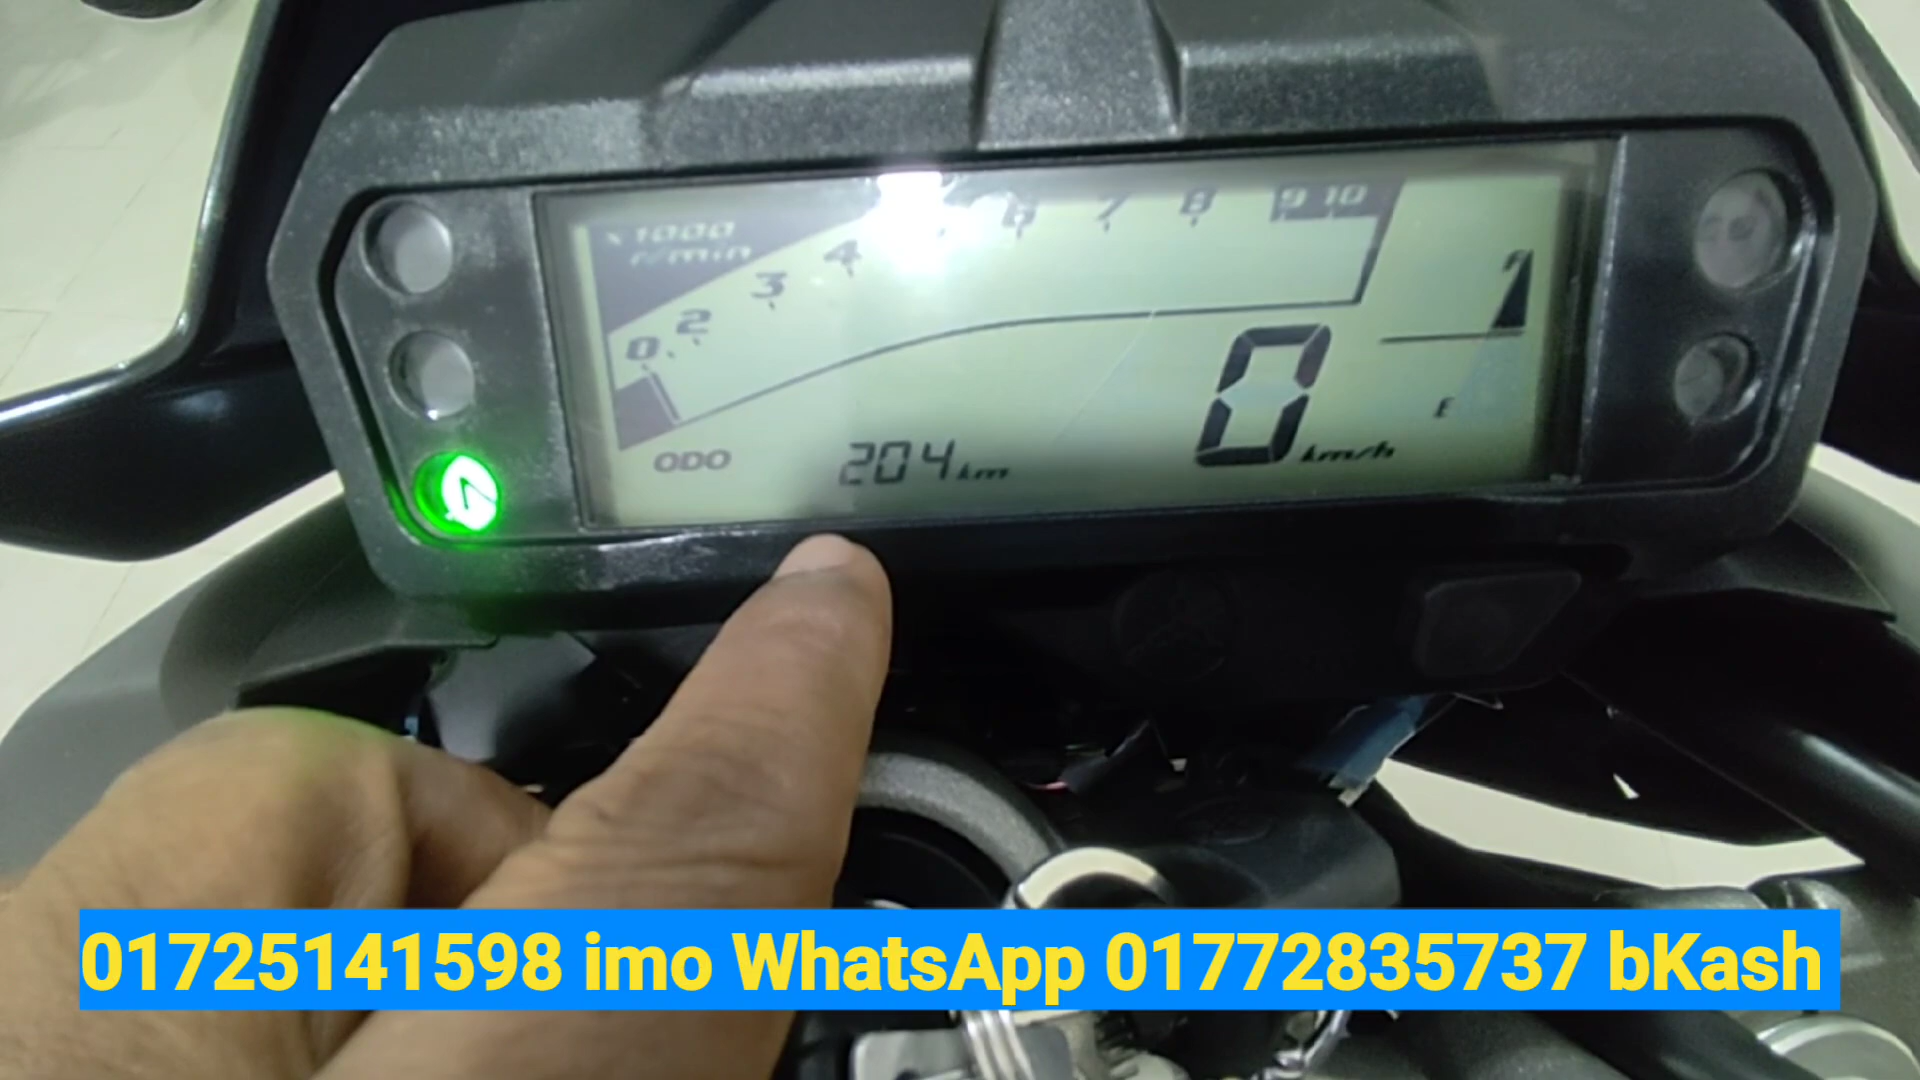 x1000
r/min
0 2 3 4 6 7 8 9 10
F
0 km/h
E
ODO 204 km
01725141598 imo WhatsApp 01772835737 bKash